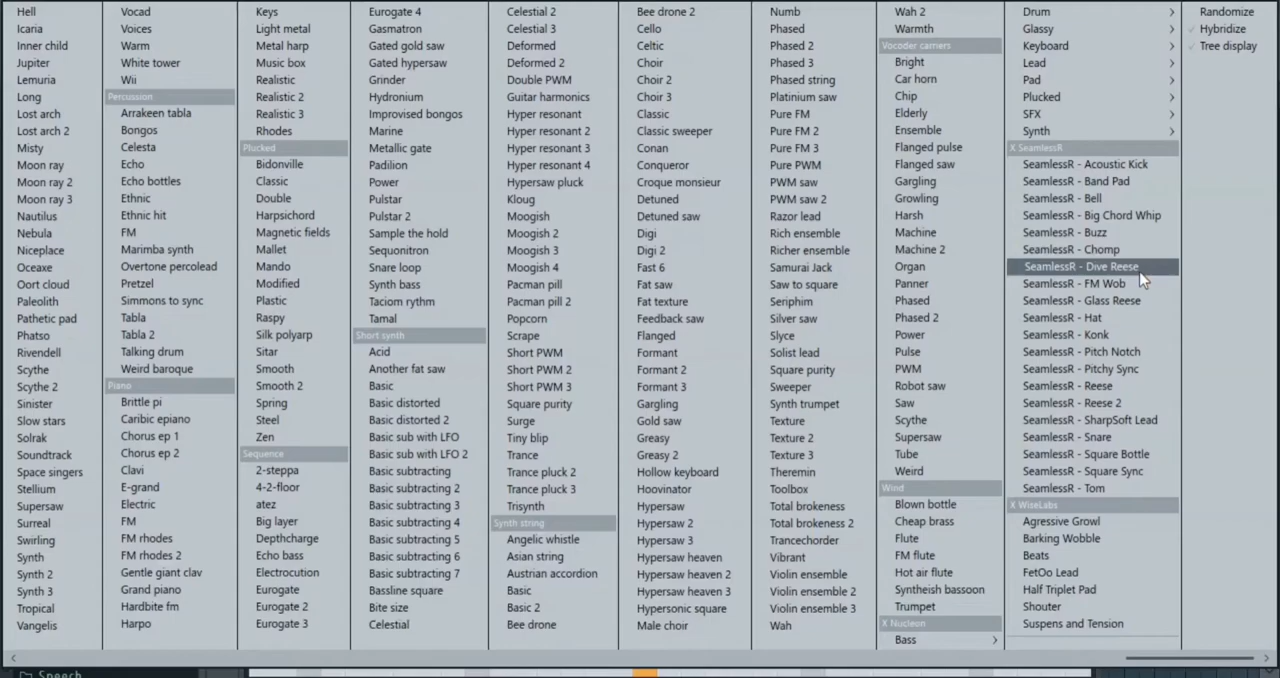 Hell
Icaria
Inner child
Jupiter
Lemuria
Long
Lost arch
Lost arch 2
Misty
Moon ray
Moon ray 2
Moon ray 3
Nautilus
Nebula
Niceplace
Oceaxe
Oort cloud
Paleolith
Pathetic pad
Phatso
Rivendell
Scythe
Scythe 2
Sinister
Slow stars
Solrak
Soundtrack
Space singers
Stellium
Supersaw
Surreal
Swirling
Synth
Synth 2
Synth 3
Tropical
Vangelis
Vocad
Voices
Warm
White tower
Wii
Percussion
Arrakeen tabla
Bongos
Celesta
Echo
Echo bottles
Ethnic
Ethnic hit
FM
Marimba synth
Overtone percolead
Pretzel
Simmons to sync
Tabla
Tabla 2
Talking drum
Weird baroque
Piano
Brittle pi
Caribic epiano
Chorus ep 1
Chorus ep 2
Clavi
E-grand
Electric
FM
FM rhodes
FM rhodes 2
Gentle giant clav
Grand piano
Hardbite fm
Harpo
Keys
Light metal
Metal harp
Music box
Realistic
Realistic 2
Realistic 3
Rhodes
Plucked
Bidonville
Classic
Double
Harpsichord
Magnetic fields
Mallet
Mando
Modified
Plastic
Raspy
Silk polyarp
Sitar
Smooth
Smooth 2
Spring
Steel
Zen
Sequence
2-steppa
4-2-floor
atez
Big layer
Depthcharge
Echo bass
Electrocution
Eurogate
Eurogate 2
Eurogate 3
Eurogate 4
Gasmatron
Gated gold saw
Gated hypersaw
Grinder
Hydronium
Improvised bongos
Marine
Metallic gate
Padilion
Power
Pulstar
Pulstar 2
Sample the hold
Sequonitron
Snare loop
Synth bass
Taciom rythm
Tamal
Short synth
Acid
Another fat saw
Basic
Basic distorted
Basic distorted 2
Basic sub with LFO
Basic sub with LFO 2
Basic subtracting
Basic subtracting 2
Basic subtracting 3
Basic subtracting 4
Basic subtracting 5
Basic subtracting 6
Basic subtracting 7
Bassline square
Bite size
Celestial
Celestial 2
Celestial 3
Deformed
Deformed 2
Double PWM
Guitar harmonics
Hyper resonant
Hyper resonant 2
Hyper resonant 3
Hyper resonant 4
Hypersaw pluck
Kloug
Moogish
Moogish 2
Moogish 3
Moogish 4
Pacman pill
Pacman pill 2
Popcorn
Scrape
Short PWM
Short PWM 2
Short PWM 3
Square purity
Surge
Tiny blip
Trance
Trance pluck 2
Trance pluck 3
Trisynth
Synth string
Angelic whistle
Asian string
Austrian accordion
Basic
Basic 2
Bee drone
Bee drone 2
Cello
Celtic
Choir
Choir 2
Choir 3
Classic
Classic sweeper
Conan
Conqueror
Croque monsieur
Detuned
Detuned saw
Digi
Digi 2
Fast 6
Fat saw
Fat texture
Feedback saw
Flanged
Formant
Formant 2
Formant 3
Gargling
Gold saw
Greasy
Greasy 2
Hollow keyboard
Hoovinator
Hypersaw
Hypersaw 2
Hypersaw 3
Hypersaw heaven
Hypersaw heaven 2
Hypersaw heaven 3
Hypersonic square
Male choir
Numb
Phased
Phased 2
Phased 3
Phased string
Platinium saw
Pure FM
Pure FM 2
Pure FM 3
Pure PWM
PWM saw
PWM saw 2
Razor lead
Rich ensemble
Richer ensemble
Samurai Jack
Saw to square
Seriphim
Silver saw
Slyce
Solist lead
Square purity
Sweeper
Synth trumpet
Texture
Texture 2
Texture 3
Theremin
Toolbox
Total brokeness
Total brokeness 2
Trancechorder
Vibrant
Violin ensemble
Violin ensemble 2
Violin ensemble 3
Wah
Wah 2
Warmth
Vocoder carriers
Bright
Car horn
Chip
Elderly
Ensemble
Flanged pulse
Flanged saw
Gargling
Growling
Harsh
Machine
Machine 2
Organ
Panner
Phased
Phased 2
Power
Pulse
PWM
Robot saw
Saw
Scythe
Supersaw
Tube
Weird
Wind
Blown bottle
Cheap brass
Flute
FM flute
Hot air flute
Syntheish bassoon
Trumpet
X Nucleon
Bass
Drum
Glassy
Keyboard
Lead
Pad
Plucked
SFX
Synth
X SeamlessR
SeamlessR - Acoustic Kick
SeamlessR - Band Pad
SeamlessR - Bell
SeamlessR - Big Chord Whip
SeamlessR - Buzz
SeamlessR - Chomp
SeamlessR - Dive Reese
SeamlessR - FM Wob
SeamlessR - Glass Reese
SeamlessR - Hat
SeamlessR - Konk
SeamlessR - Pitch Notch
SeamlessR - Pitchy Sync
SeamlessR - Reese
SeamlessR - Reese 2
SeamlessR - SharpSoft Lead
SeamlessR - Snare
SeamlessR - Square Bottle
SeamlessR - Square Sync
SeamlessR - Tom
X WiseLabs
Agressive Growl
Barking Wobble
Beats
FetOo Lead
Half Triplet Pad
Shouter
Suspens and Tension
Randomize
Hybridize
Tree display
Speech